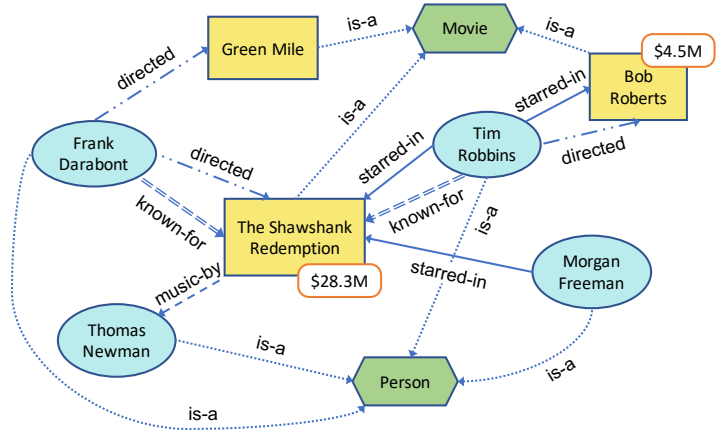 is-a
Movie
is-a
$4.5M
Green Mile
directed
Bob
Roberts
is-a
starred-in
Frank
Darabont
Tim
Robbins
directed
starred-in
directed
known-for
known-for
The Shawshank
Redemption
is-a
Morgan
Freeman
starred-in
$28.3M
music-by
Thomas
Newman
is-a
is-a
Person
is-a